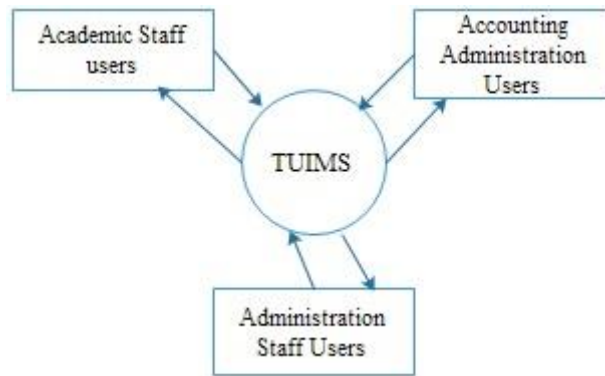 Academic Staff
users
Accounting
Administration
Users
TUIMS
Administration
Staff Users